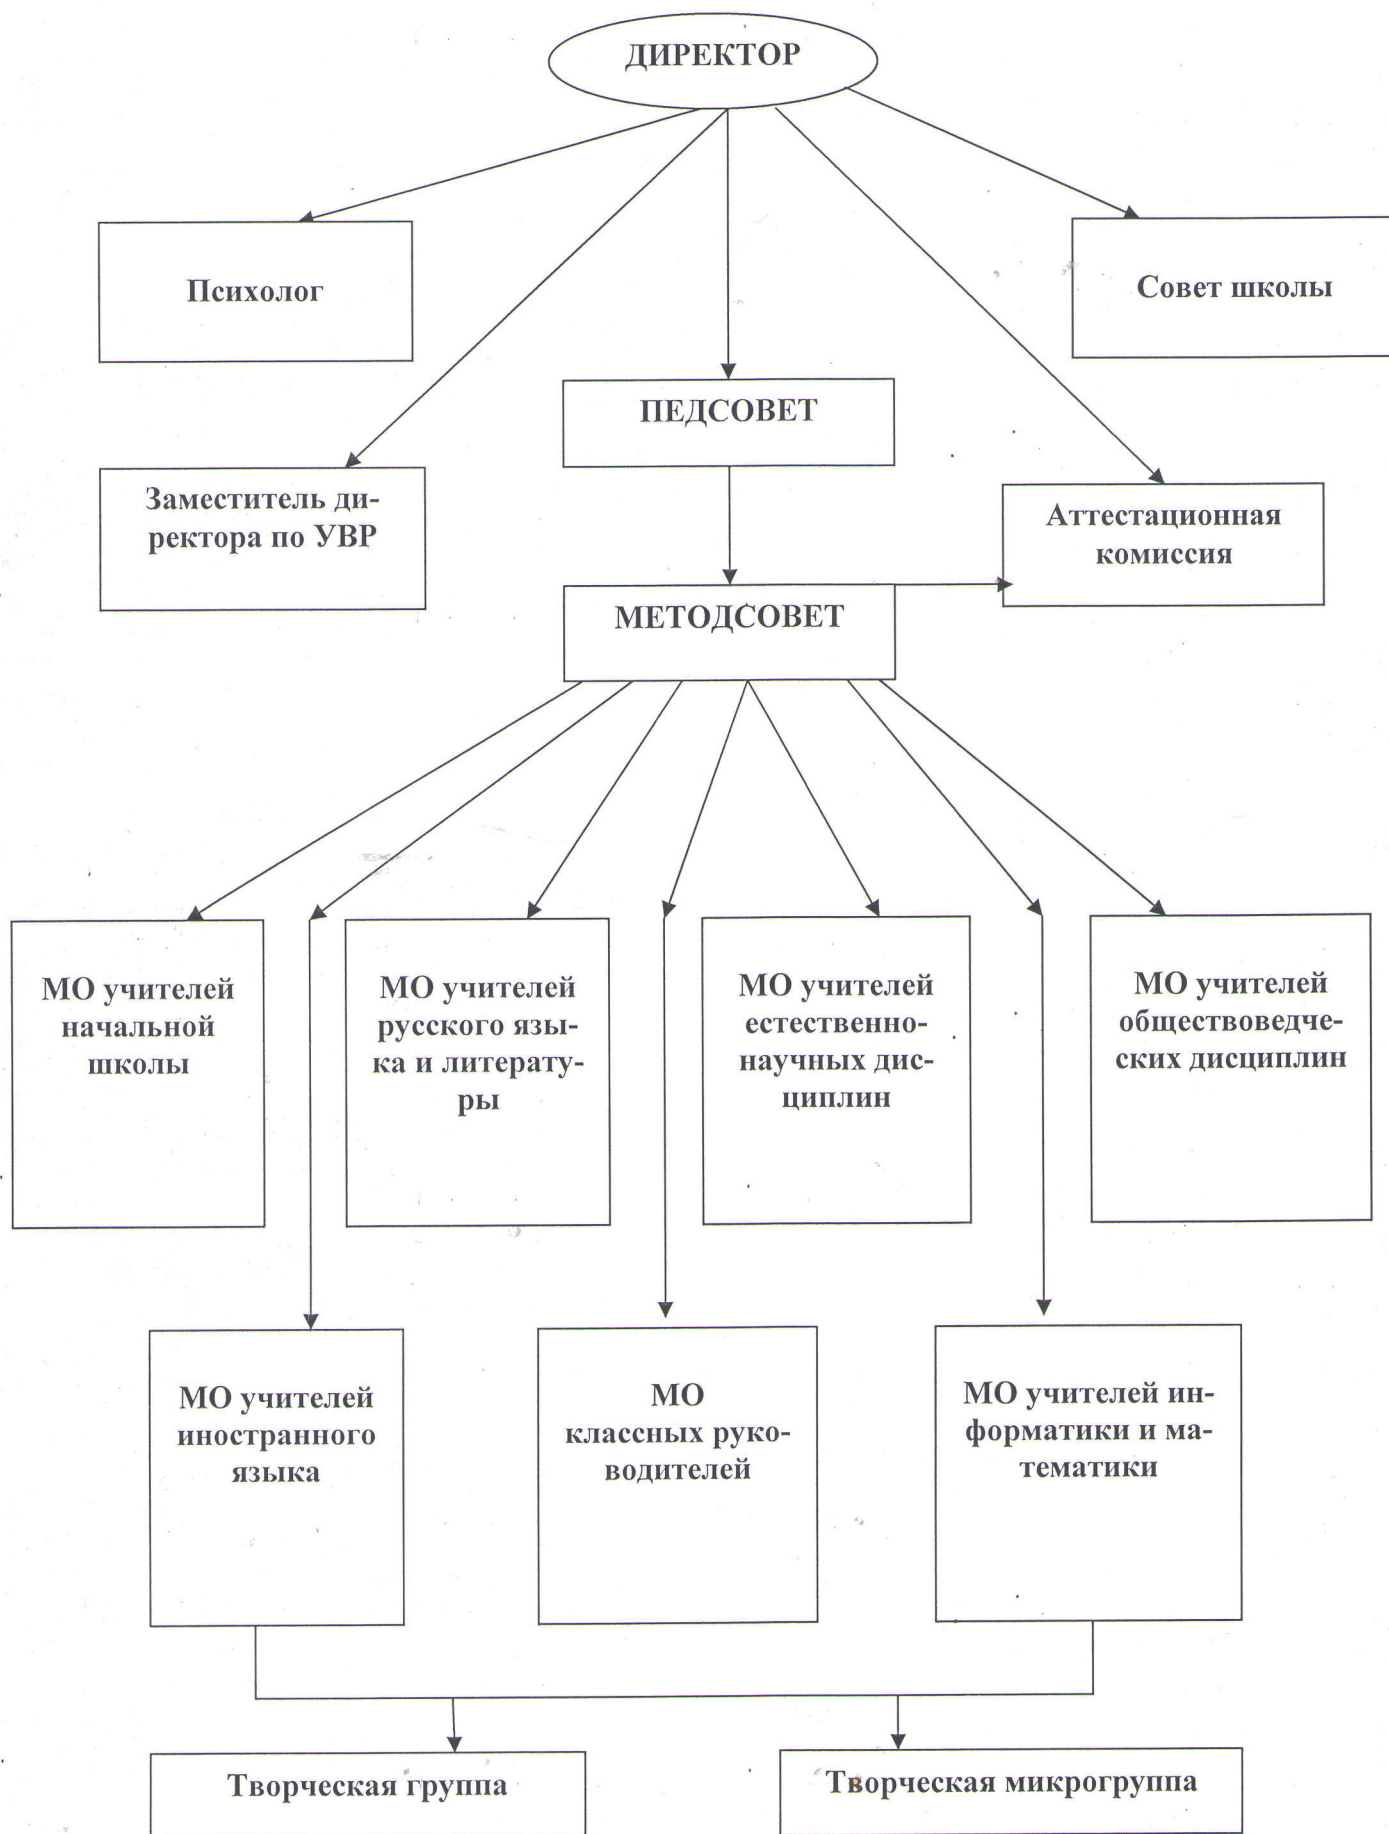 ДИРЕКТОР
Психолог
Совет школы
ПЕДСОВЕТ
Заместитель ди-
ректора по УВР
Аттестационная
комиссия
МЕТОДСОВЕТ
МО учителей
начальной
школы
МО учителей
русского язы-
ка и литерату-
ры
МО учителей
естественно-
научных дис-
циплин
МО учителей
обществоведче-
ских дисциплин
МО учителей
иностранного
языка
МО
классных руко-
водителей
МО учителей ин-
форматики и ма-
тематики
Творческая группа
Творческая микрогруппа